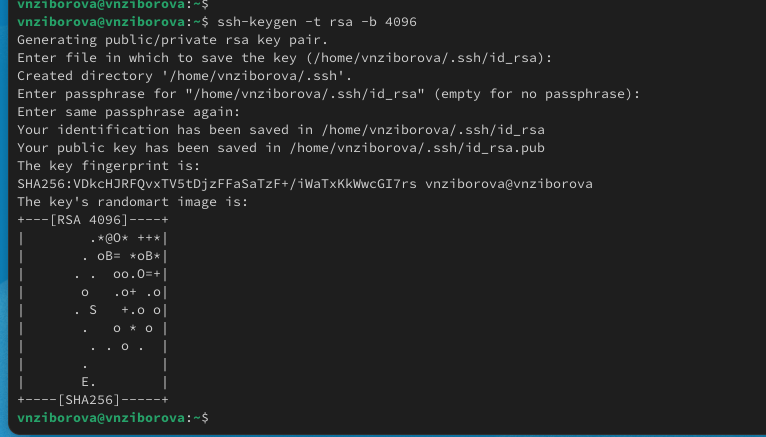 vnziborova@vnziborova:~$
vnziborova@vnziborova:~$ ssh-keygen -t rsa -b 4096
Generating public/private rsa key pair.
Enter file in which to save the key (/home/vnziborova/.ssh/id_rsa):
Created directory '/home/vnziborova/.ssh'.
Enter passphrase for "/home/vnziborova/.ssh/id_rsa" (empty for no passphrase):
Enter same passphrase again:
Your identification has been saved in /home/vnziborova/.ssh/id_rsa
Your public key has been saved in /home/vnziborova/.ssh/id_rsa.pub
The key fingerprint is:
SHA256:VDkcHJRFQvxTV5tDjzFFaSaTzF+/iWaTxKkWwcGI7rs vnziborova@vnziborova
The key's randomart image is:
+---[RSA 4096]----+
|        .*@O* ++*|
|       . oB= *oB*|
|      . .  oo.O=+|
|       o   .o+ .o|
|      . S   +.o o|
|       .   o * o |
|        . . o .  |
|       .         |
|       E.        |
+----[SHA256]-----+
vnziborova@vnziborova:~$